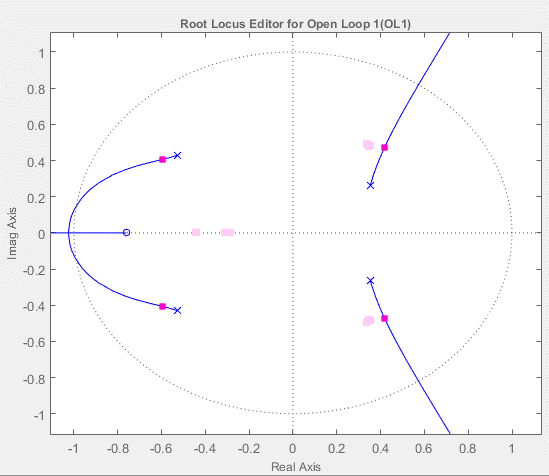 Root Locus Editor for Open Loop 1(OL1)
1
0.8
0.6
0.4
0.2
0
-0.2
-0.4
-0.6
-0.8
-1
Imag Axis
-1 -0.8 -0.6 -0.4 -0.2 0 0.2 0.4 0.6 0.8 1
Real Axis